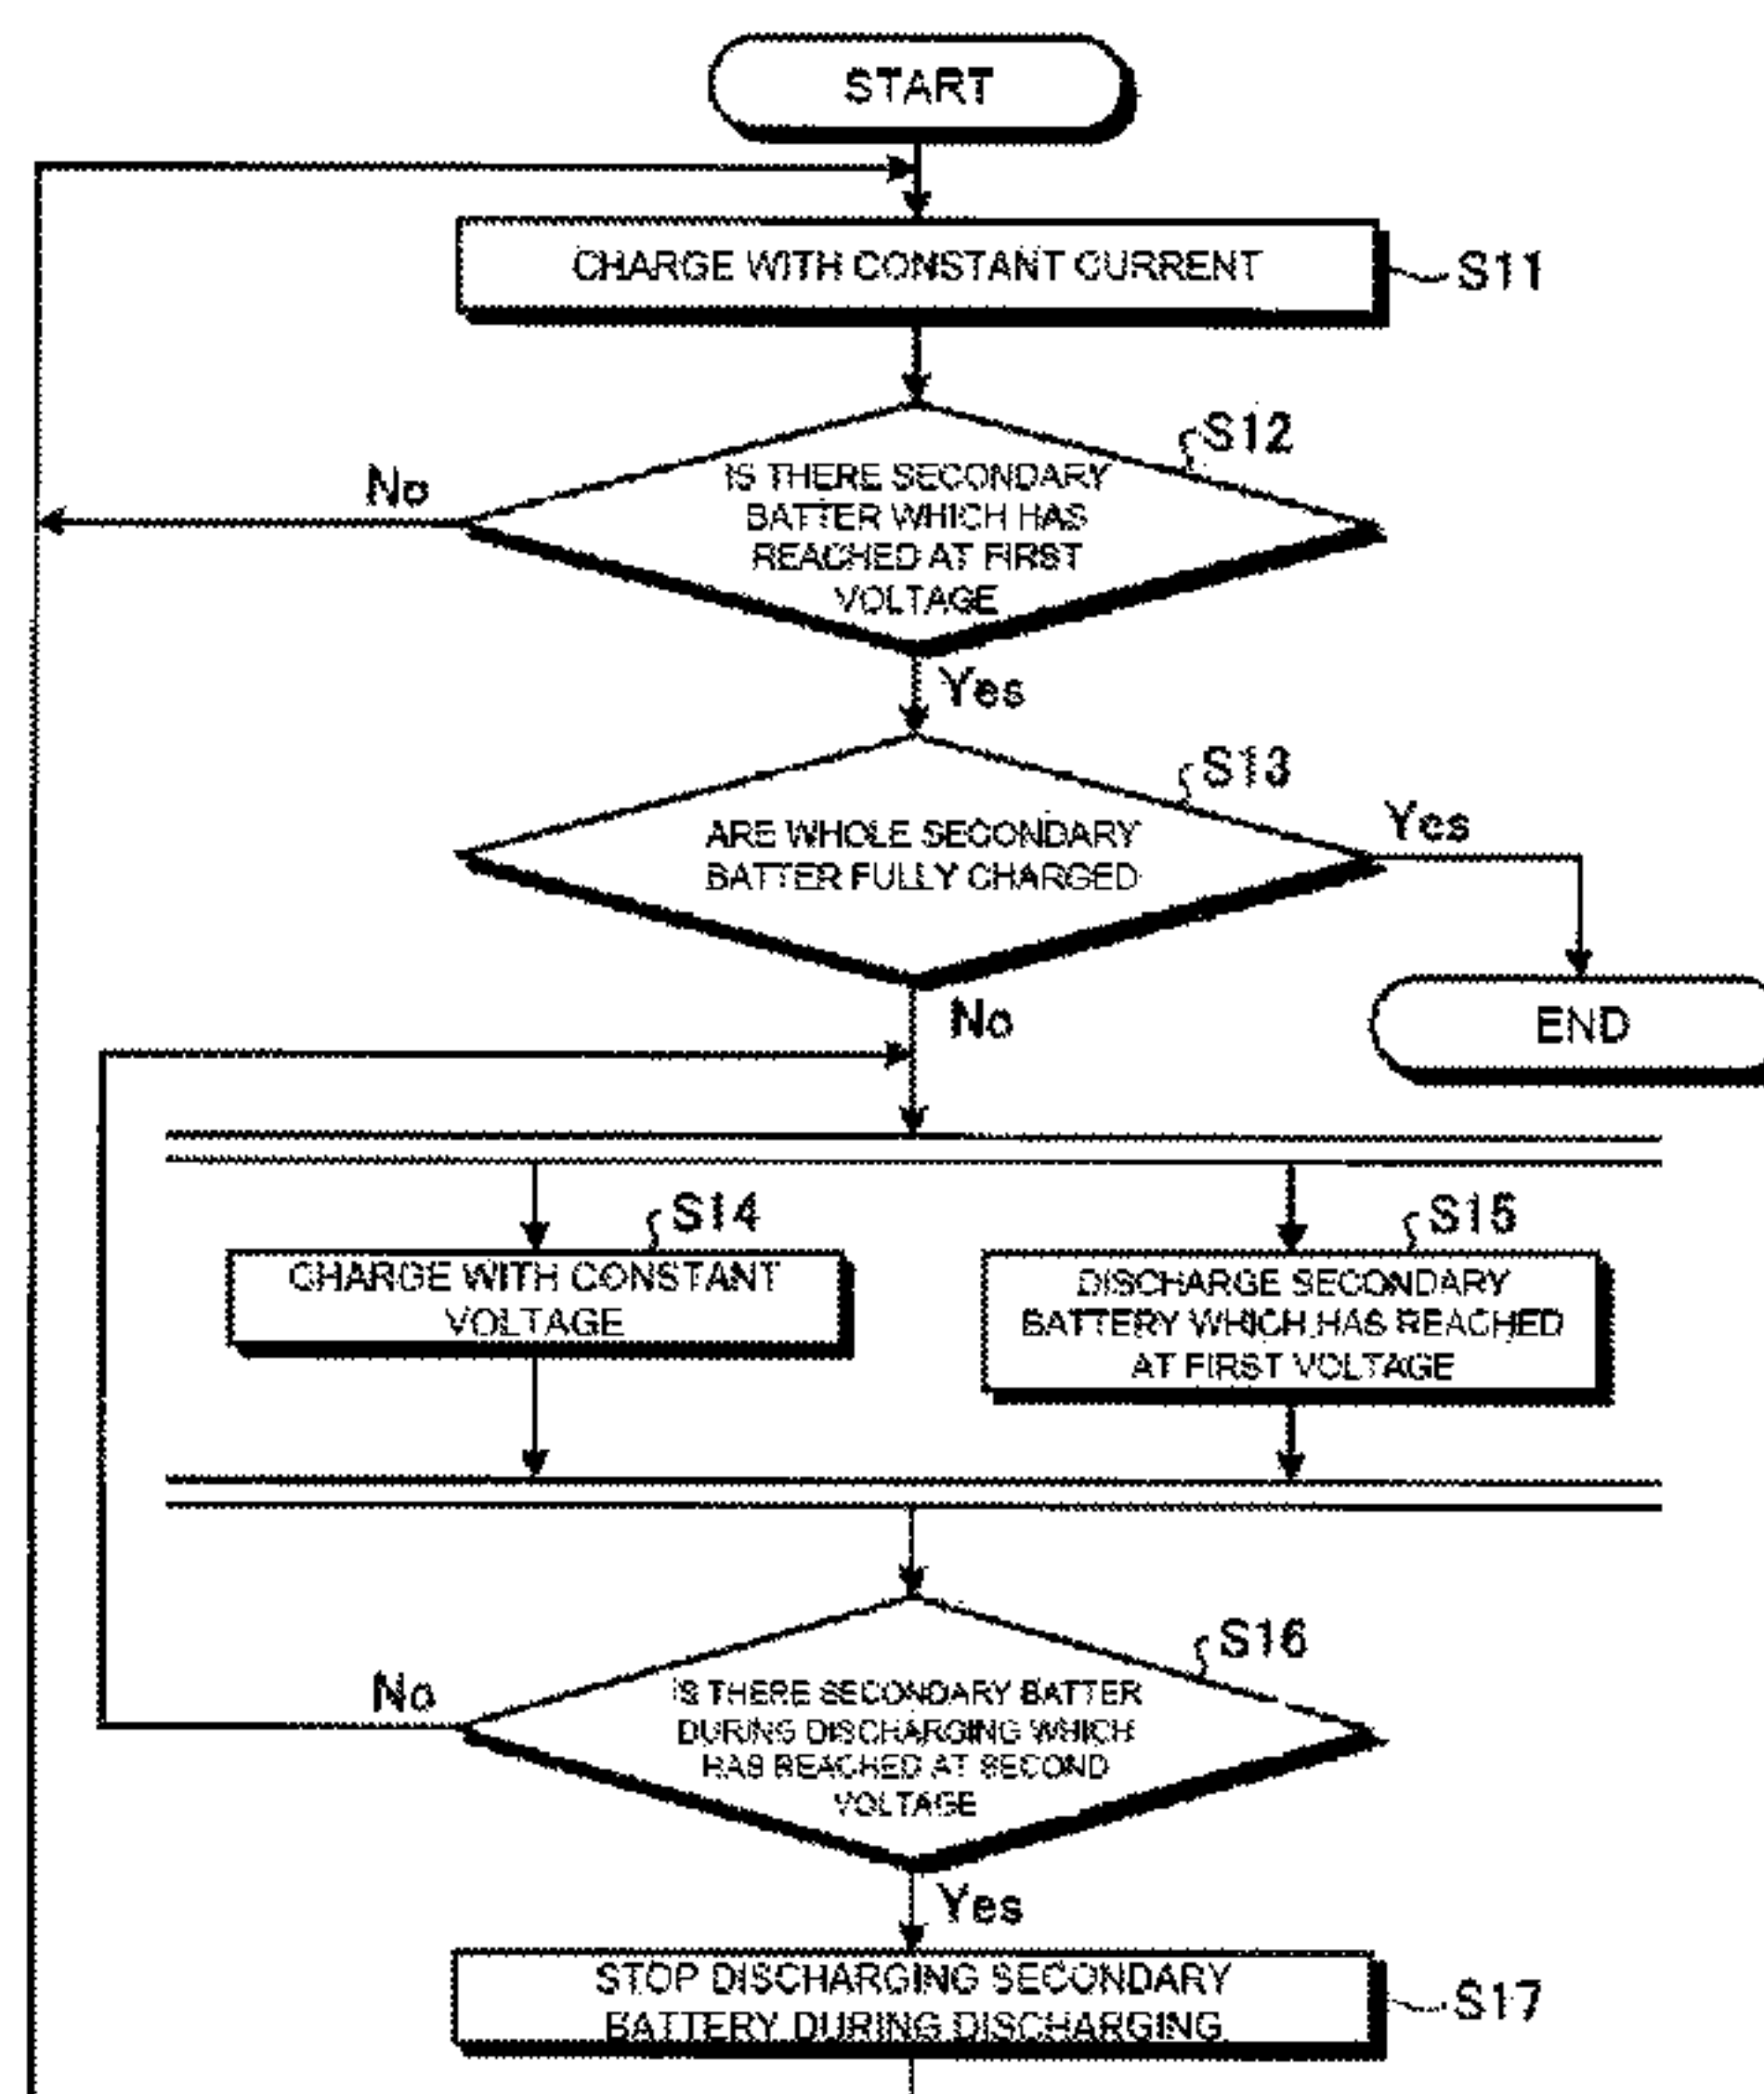 START
CHARGE WITH CONSTANT CURRENT
S11
S12
No
IS THERE SECONDARY
BATTER WHICH HAS
REACHED AT FIRST
VOLTAGE
Yes
S13
Yes
ARE WHOLE SECONDARY
BATTER FULLY CHARGED
No
END
S14
CHARGE WITH CONSTANT
VOLTAGE
S15
DISCHARGE SECONDARY
BATTERY WHICH HAS REACHED
AT FIRST VOLTAGE
S16
No
IS THERE SECONDARY BATTER
DURING DISCHARGING WHICH
HAS REACHED AT SECOND
VOLTAGE
Yes
STOP DISCHARGING SECONDARY
BATTERY DURING DISCHARGING
S17